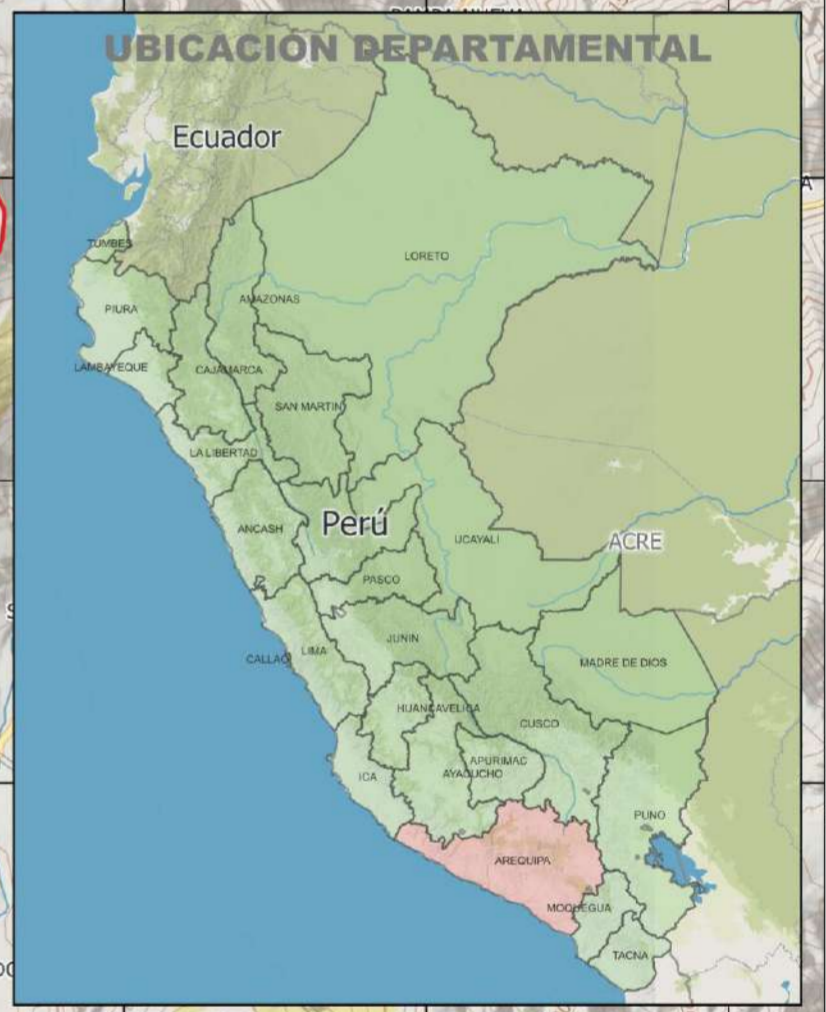 UBICACIÓN DEPARTAMENTAL
Ecuador
TUMBES
LORETO
AMAZONAS
PIURA
LAMBAYEQUE
CAJAMARCA
SAN MARTIN
LA LIBERTAD
ANCASH
Perú
UCAYALI
ACRE
PASCO
JUNIN
LIMA
CALLAO
MADRE DE DIOS
HUANCAVELICA
CUSCO
APURIMAC
AYACUCHO
ICA
PUNO
AREQUIPA
MOQUEGUA
TACNA